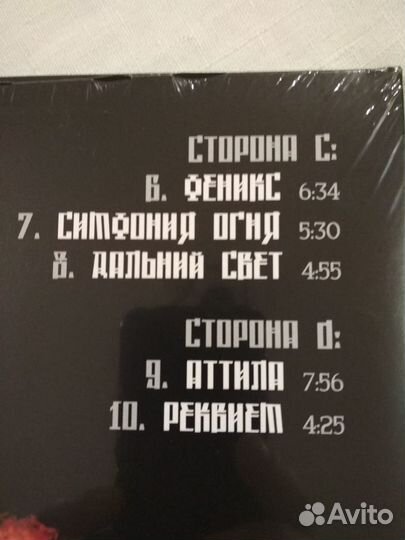 СТОРОНА С:
6. ФЕНИКС 6:34
7. СИМФОНИЯ ОГНЯ 5:30
8. ДАЛЬНИЙ СВЕТ 4:55
СТОРОНА D:
9. АТТИЛА 7:56
10. РЕКВИЕМ 4:25
Avito